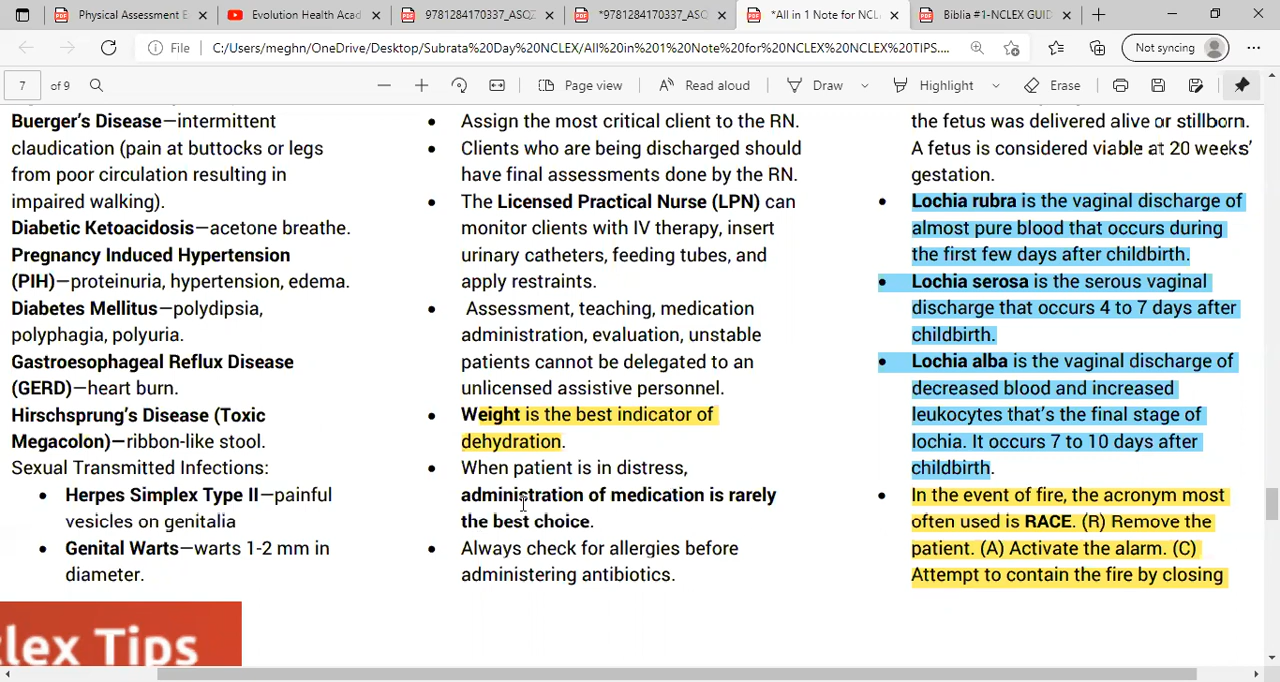 Physical Assessment E
Evolution Health Acad
9781284170337_ASQZ
*9781284170337_ASQ
*All in 1 Note for NCL
Biblia #1-NCLEX GUID
File
C:/Users/meghn/OneDrive/Desktop/Subrata%20Day%20NCLEX/All%20in%201%20Note%20for%20NCLEX%20NCLEX%20TIPS....
Not syncing
7 of 9
Page view
Read aloud
Draw
Highlight
Erase
Buerger's Disease—intermittent
claudication (pain at buttocks or legs
from poor circulation resulting in
impaired walking).
Diabetic Ketoacidosis—acetone breathe.
Pregnancy Induced Hypertension
(PIH)—proteinuria, hypertension, edema.
Diabetes Mellitus—polydipsia,
polyphagia, polyuria.
Gastroesophageal Reflux Disease
(GERD)—heart burn.
Hirschsprung's Disease (Toxic
Megacolon)—ribbon-like stool.
Sexual Transmitted Infections:
• Herpes Simplex Type II—painful
vesicles on genitalia
• Genital Warts—warts 1-2 mm in
diameter.
clex Tips
• Assign the most critical client to the RN.
• Clients who are being discharged should
have final assessments done by the RN.
• The Licensed Practical Nurse (LPN) can
monitor clients with IV therapy, insert
urinary catheters, feeding tubes, and
apply restraints.
• Assessment, teaching, medication
administration, evaluation, unstable
patients cannot be delegated to an
unlicensed assistive personnel.
• Weight is the best indicator of
dehydration.
• When patient is in distress,
administration of medication is rarely
the best choice.
• Always check for allergies before
administering antibiotics.
the fetus was delivered alive or stillborn.
A fetus is considered viable at 20 weeks'
gestation.
• Lochia rubra is the vaginal discharge of
almost pure blood that occurs during
the first few days after childbirth.
• Lochia serosa is the serous vaginal
discharge that occurs 4 to 7 days after
childbirth.
• Lochia alba is the vaginal discharge of
decreased blood and increased
leukocytes that's the final stage of
lochia. It occurs 7 to 10 days after
childbirth.
• In the event of fire, the acronym most
often used is RACE. (R) Remove the
patient. (A) Activate the alarm. (C)
Attempt to contain the fire by closing